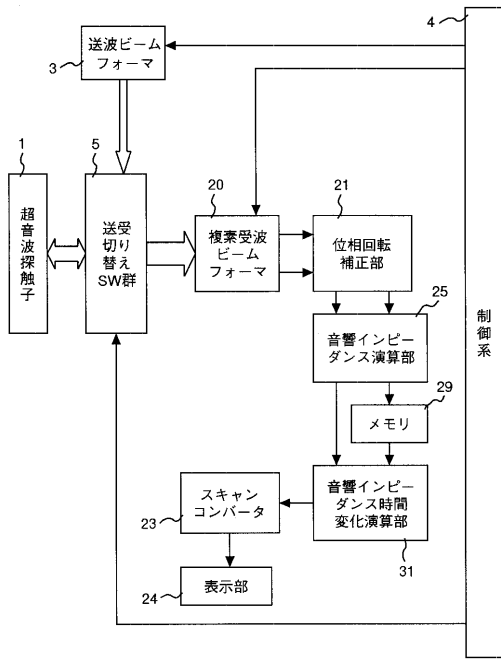 4
送波ビーム
フォーマ
3
1
5
20
21
超音波探触子
送受
切り
替え
SW群
複素受波
ビーム
フォーマ
位相回転
補正部
25
音響インピー
ダンス演算部
制御系
29
メモリ
スキャン
コンバータ
23
音響インピー
ダンス時間
変化演算部
31
表示部
24